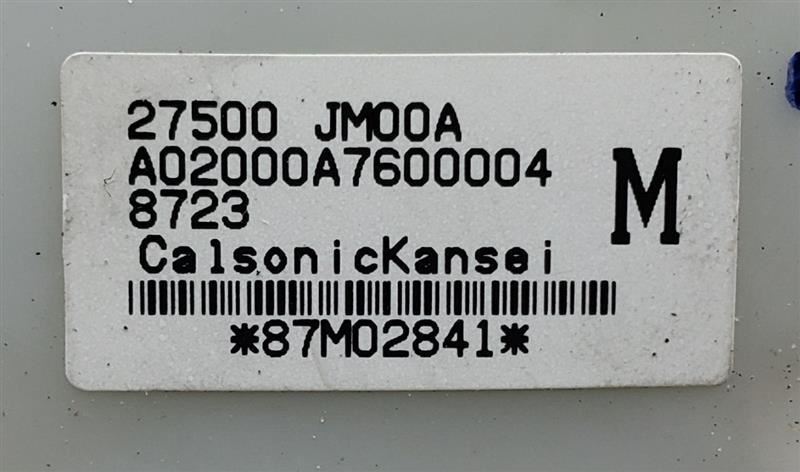 27500 JM00A
A02000A7600004
8723
M
CalsonicKansei
*87M02841*